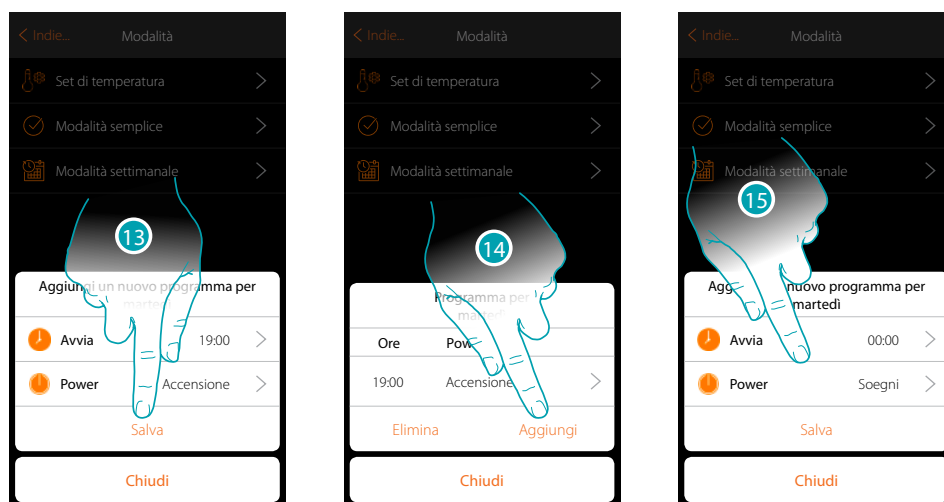 Indie... Modalità
Set di temperatura
Modalità semplice
Modalità settimanale
13
Aggiungi un nuovo programma per
martedì
Avvia 19:00
Power Accensione
Salva
Chiudi
Indie... Modalità
Set di temperatura
Modalità semplice
Modalità settimanale
14
Programma per
Ore
19:00 Accensione
Elimina Aggiungi
Chiudi
Indie... Modalità
Set di temperatura
Modalità semplice
Modalità settimanale
15
nuovo programma per
martedì
Avvia 00:00
Power Soegni
Salva
Chiudi